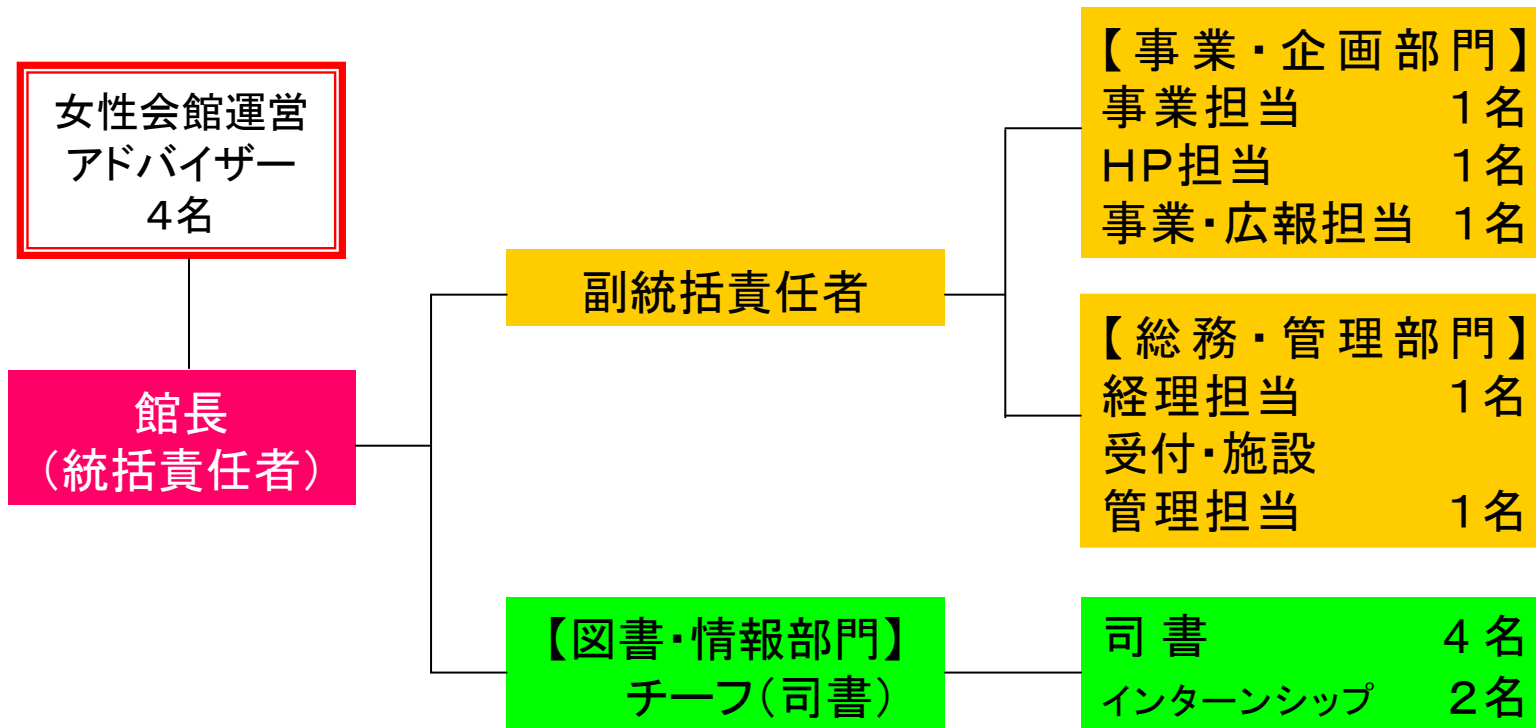 女性会館運営
アドバイザー
４名
館長
（統括責任者）
副統括責任者
【図書・情報部門】
チーフ（司書）
【事業・企画部門】
事業担当 １名
ＨＰ担当 １名
事業・広報担当 １名
【総務・管理部門】
経理担当 １名
受付・施設
管理担当 １名
司書 ４名
インターンシップ ２名